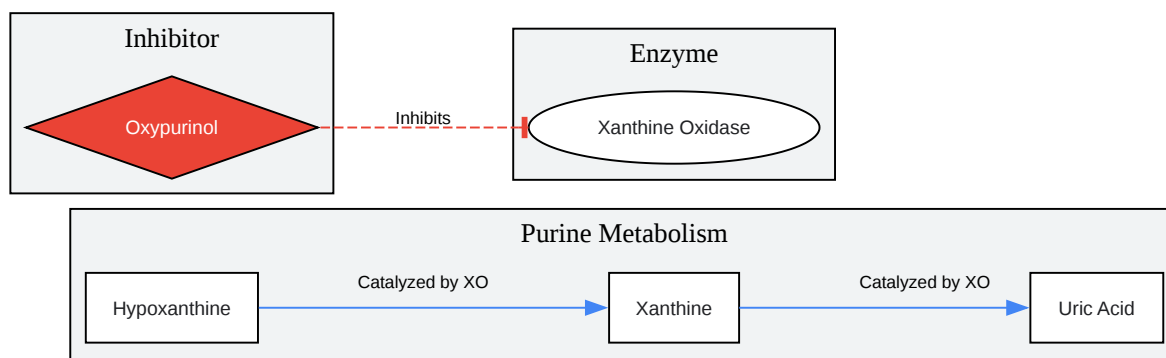 Inhibitor
Enzyme
Oxypurinol
Inhibits
Xanthine Oxidase
Purine Metabolism
Catalyzed by XO
Catalyzed by XO
Hypoxanthine
Xanthine
Uric Acid